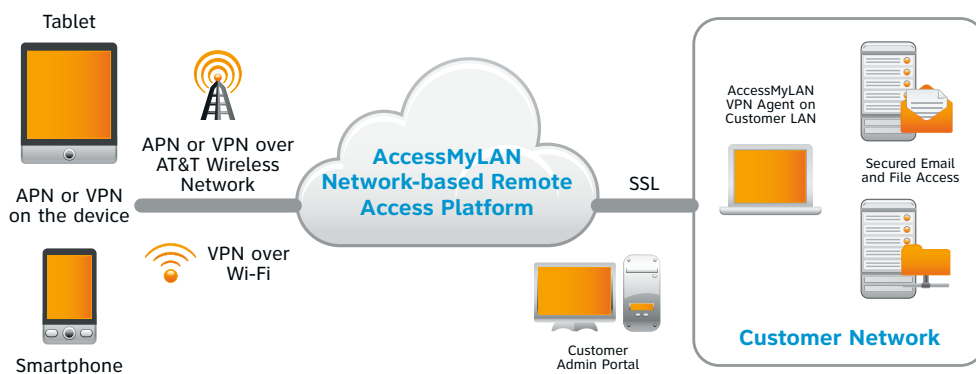 Tablet
APN or VPN over
AT&T Wireless
Network
APN or VPN
on the device
VPN over
Wi-Fi
Smartphone
AccessMyLAN
Network-based Remote
Access Platform
SSL
Customer
Admin Portal
AccessMyLAN
VPN Agent on
Customer LAN
Secured Email
and File Access
Customer Network